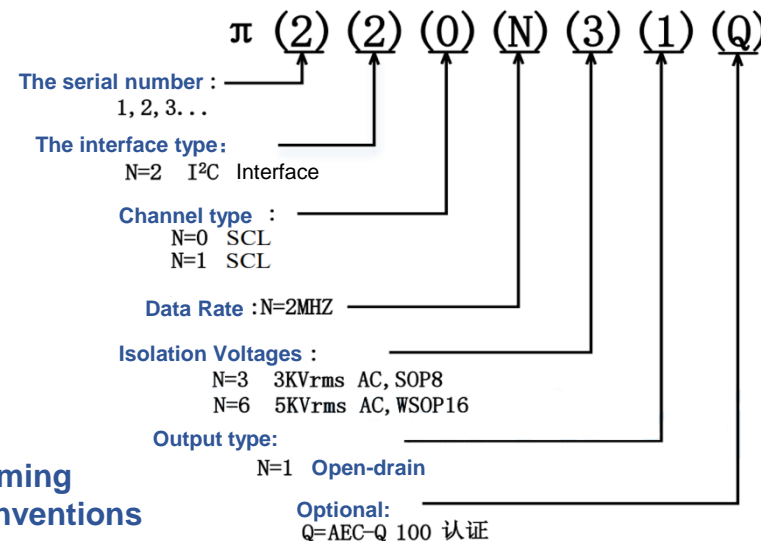 π (2) (2) (0) (N) (3) (1) (Q)
The serial number :
1,2,3...
The interface type:
N=2 I²C Interface
Channel type :
N=0 SCL
N=1 SCL
Data Rate :N=2MHZ
Isolation Voltages :
N=3 3KVrms AC,SOP8
N=6 5KVrms AC,WSOP16
Output type:
N=1 Open-drain
ming
nventions
Optional:
Q=AEC-Q 100 认证